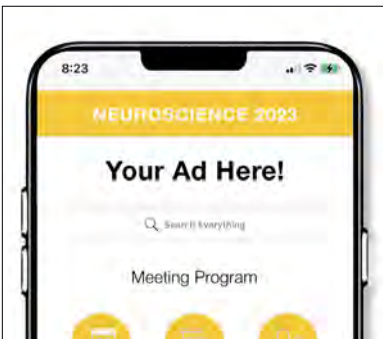 8:23
NEUROSCIENCE 2023
Your Ad Here!
Search Everything
Meeting Program